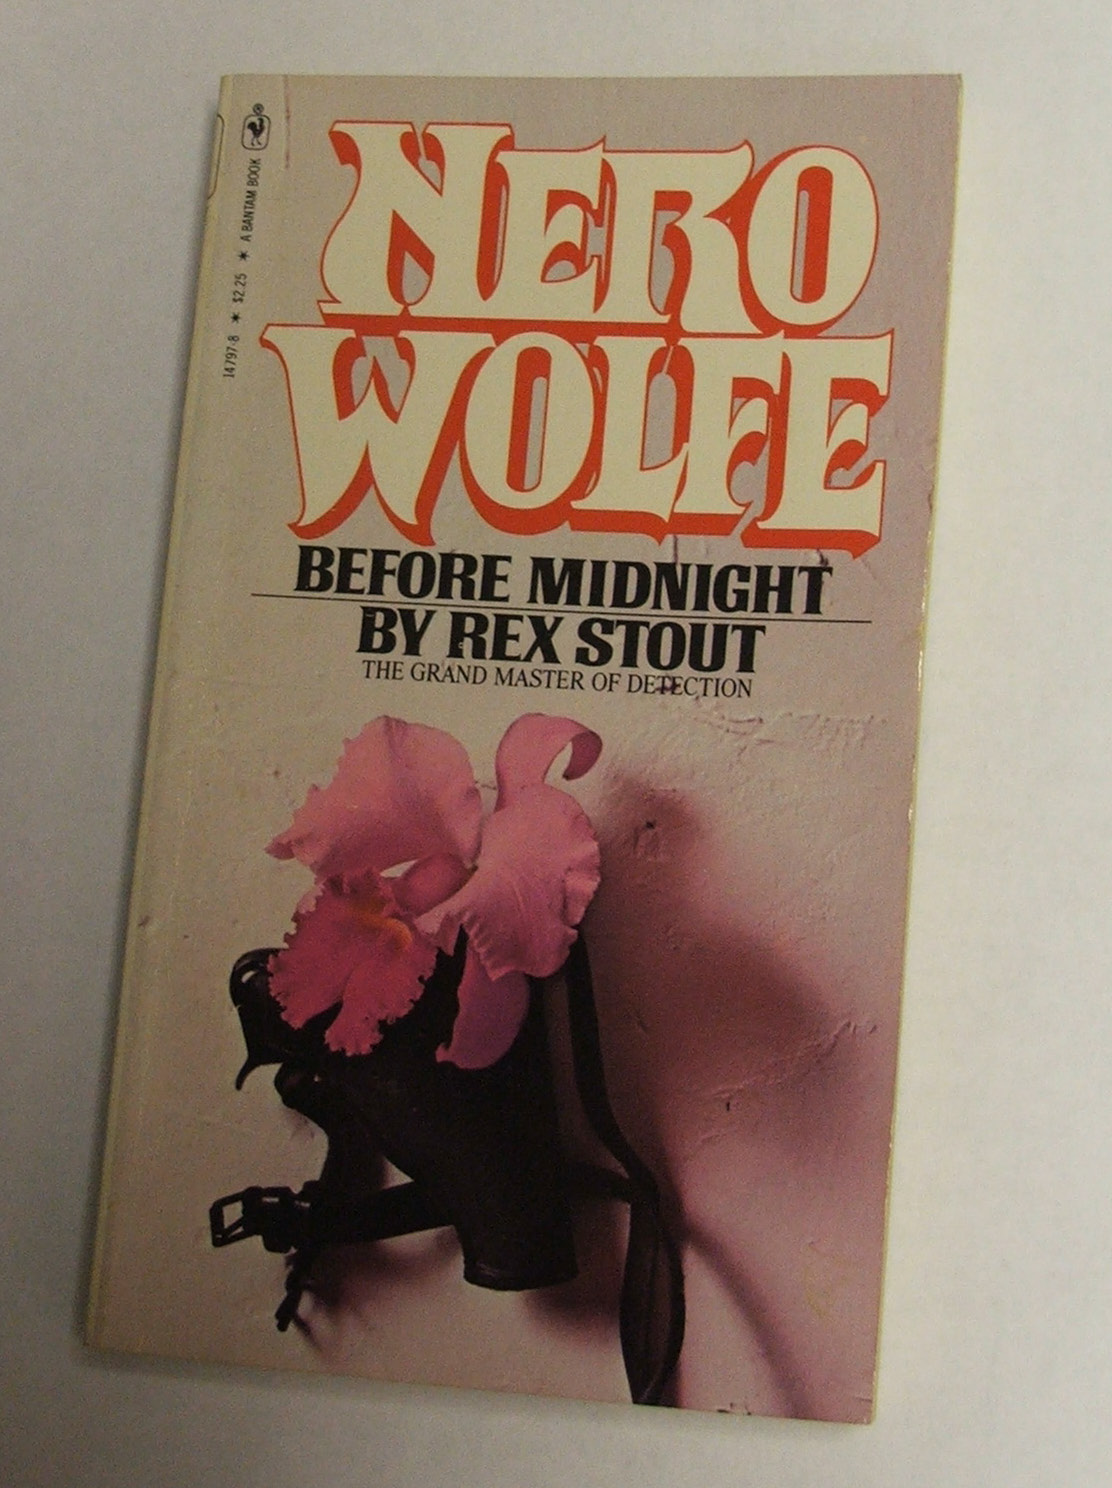 NERO
WOLFE
BEFORE MIDNIGHT
BY REX STOUT
THE GRAND MASTER OF DETECTION
14797-8 * $2.25 * A BANTAM BOOK ®